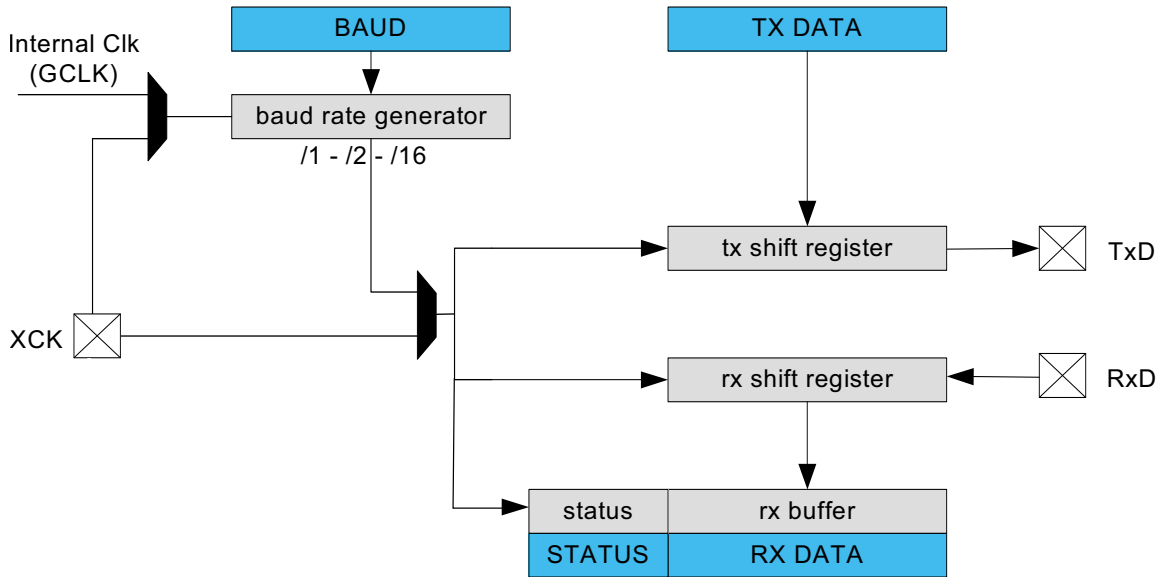 BAUD
TX DATA
Internal Clk
(GCLK)
baud rate generator
/1 - /2 - /16
tx shift register
TxD
XCK
rx shift register
RxD
status
rx buffer
STATUS
RX DATA